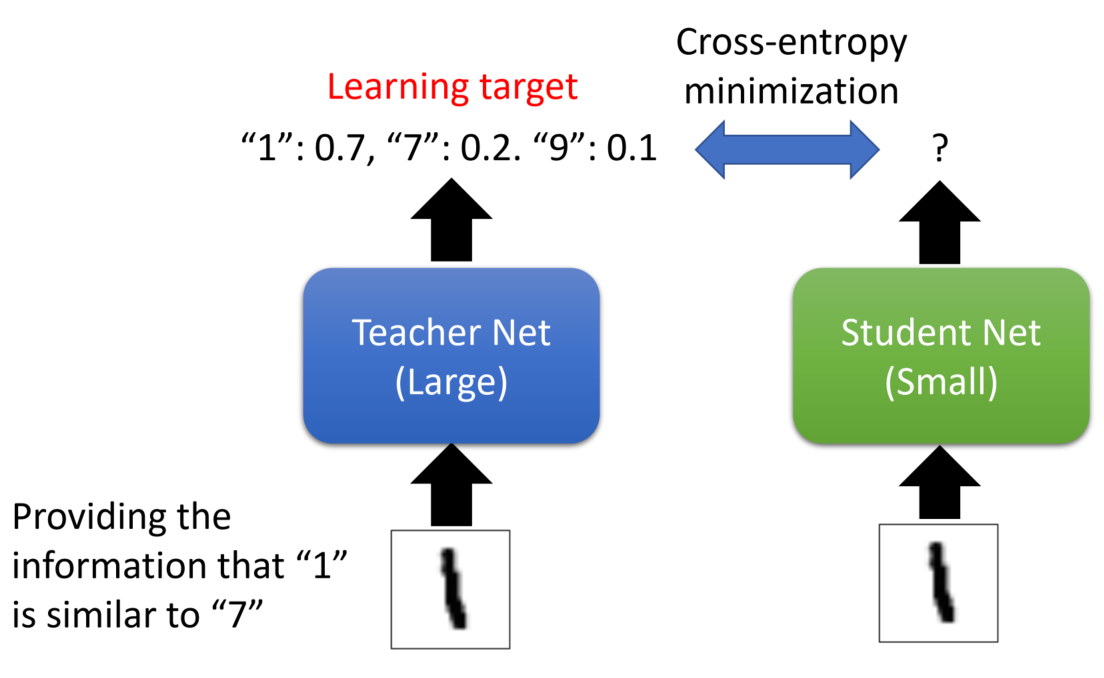 Cross-entropy
minimization
Learning target
“1”: 0.7, “7”: 0.2. “9”: 0.1
?
Teacher Net
(Large)
Student Net
(Small)
Providing the
information that “1”
is similar to “7”